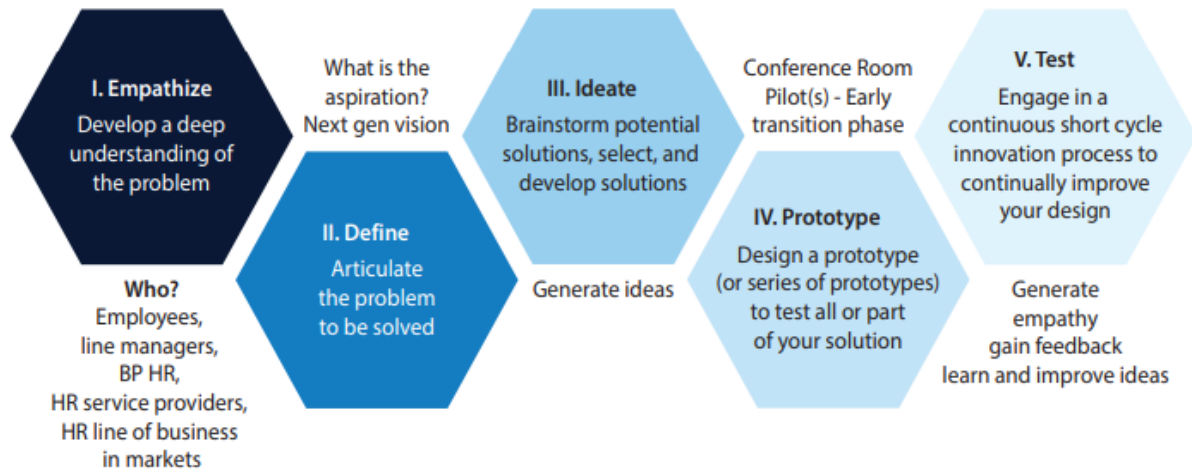 I. Empathize
Develop a deep
understanding of
the problem
Who?
Employees,
line managers,
BP HR,
HR service providers,
HR line of business
in markets
What is the
aspiration?
Next gen vision
II. Define
Articulate
the problem
to be solved
III. Ideate
Brainstorm potential
solutions, select, and
develop solutions
Generate ideas
Conference Room
Pilot(s) - Early
transition phase
IV. Prototype
Design a prototype
(or series of prototypes)
to test all or part
of your solution
V. Test
Engage in a
continuous short cycle
innovation process to
continually improve
your design
Generate
empathy
gain feedback
learn and improve ideas